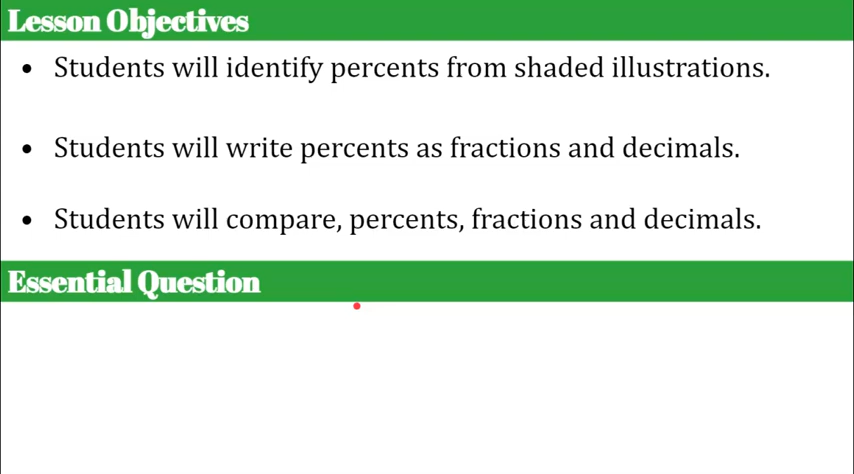 Lesson Objectives
• Students will identify percents from shaded illustrations.
• Students will write percents as fractions and decimals.
• Students will compare, percents, fractions and decimals.
Essential Question